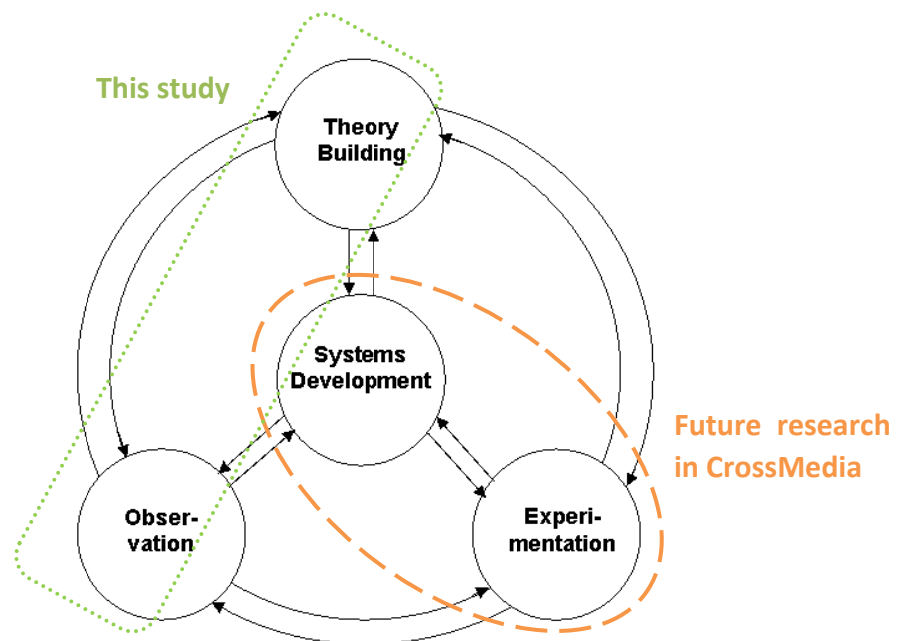 This study
Theory
Building
Systems
Development
Future research
in CrossMedia
Obser-
vation
Experi-
mentation